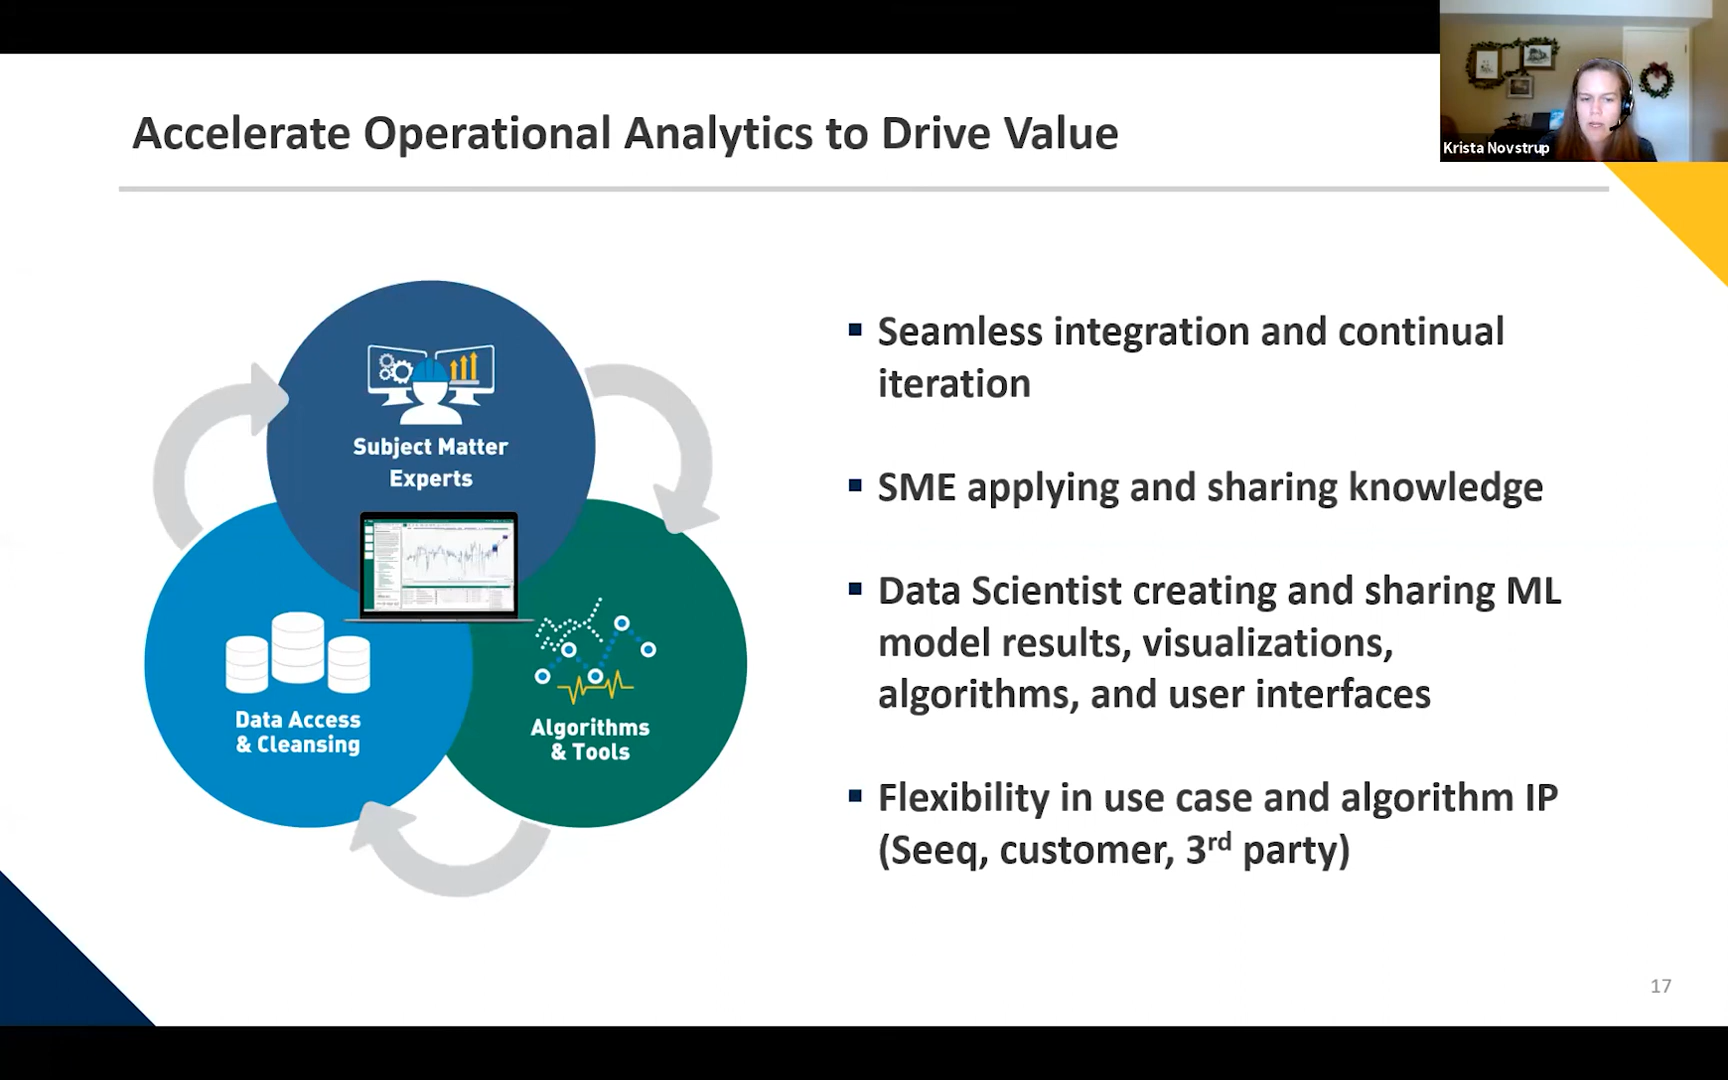 Accelerate Operational Analytics to Drive Value
Krista Novstrup
Subject Matter
Experts
Data Access
& Cleansing
Algorithms
& Tools
▪ Seamless integration and continual
iteration
▪ SME applying and sharing knowledge
▪ Data Scientist creating and sharing ML
model results, visualizations,
algorithms, and user interfaces
▪ Flexibility in use case and algorithm IP
(Seeq, customer, 3rd party)
17